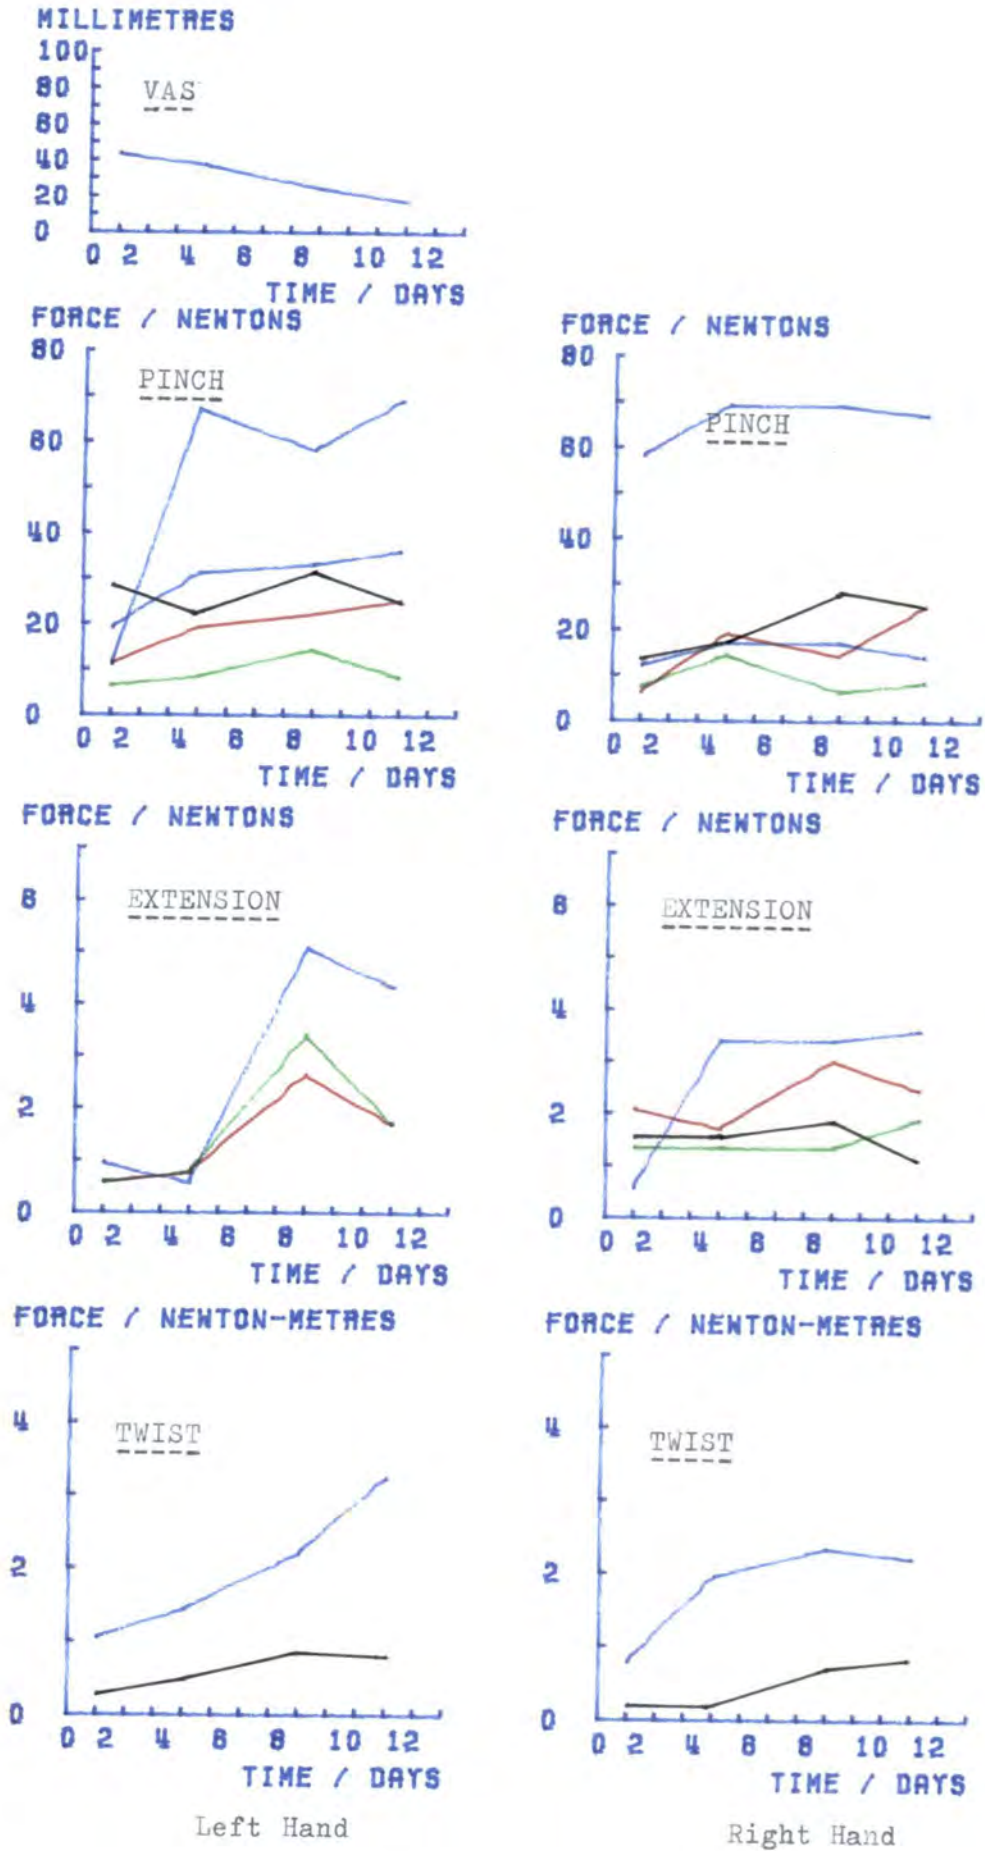 MILLIMETRES
100
80
60
40
20
0
VAS
0 2 4 6 8 10 12
TIME / DAYS
FORCE / NEWTONS
80
60
40
20
0
PINCH
0 2 4 6 8 10 12
TIME / DAYS
FORCE / NEWTONS
80
60
40
20
0
PINCH
0 2 4 6 8 10 12
TIME / DAYS
FORCE / NEWTONS
6
4
2
0
EXTENSION
0 2 4 6 8 10 12
TIME / DAYS
FORCE / NEWTONS
6
4
2
0
EXTENSION
0 2 4 6 8 10 12
TIME / DAYS
FORCE / NEWTON-METRES
4
2
0
TWIST
0 2 4 6 8 10 12
TIME / DAYS
Left Hand
FORCE / NEWTON-METRES
4
2
0
TWIST
0 2 4 6 8 10 12
TIME / DAYS
Right Hand